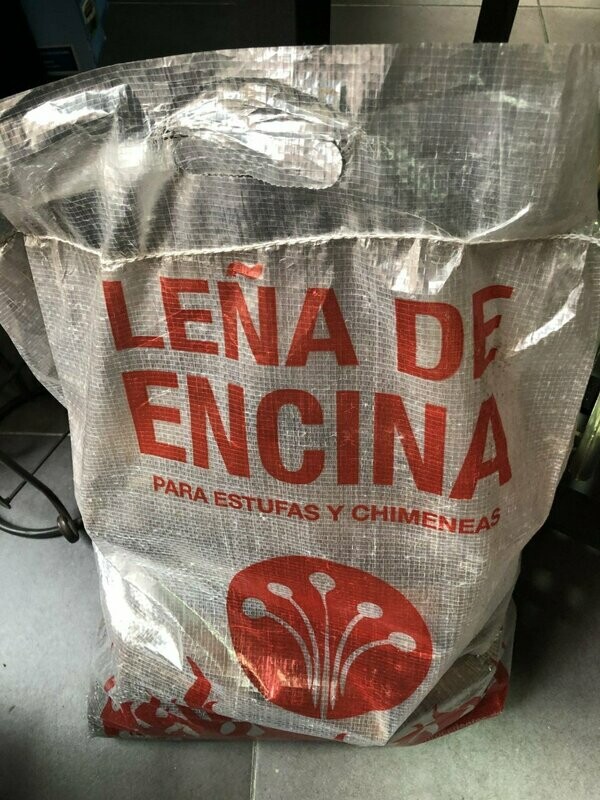 LEÑA DE
ENCINA
PARA ESTUFAS Y CHIMENEAS